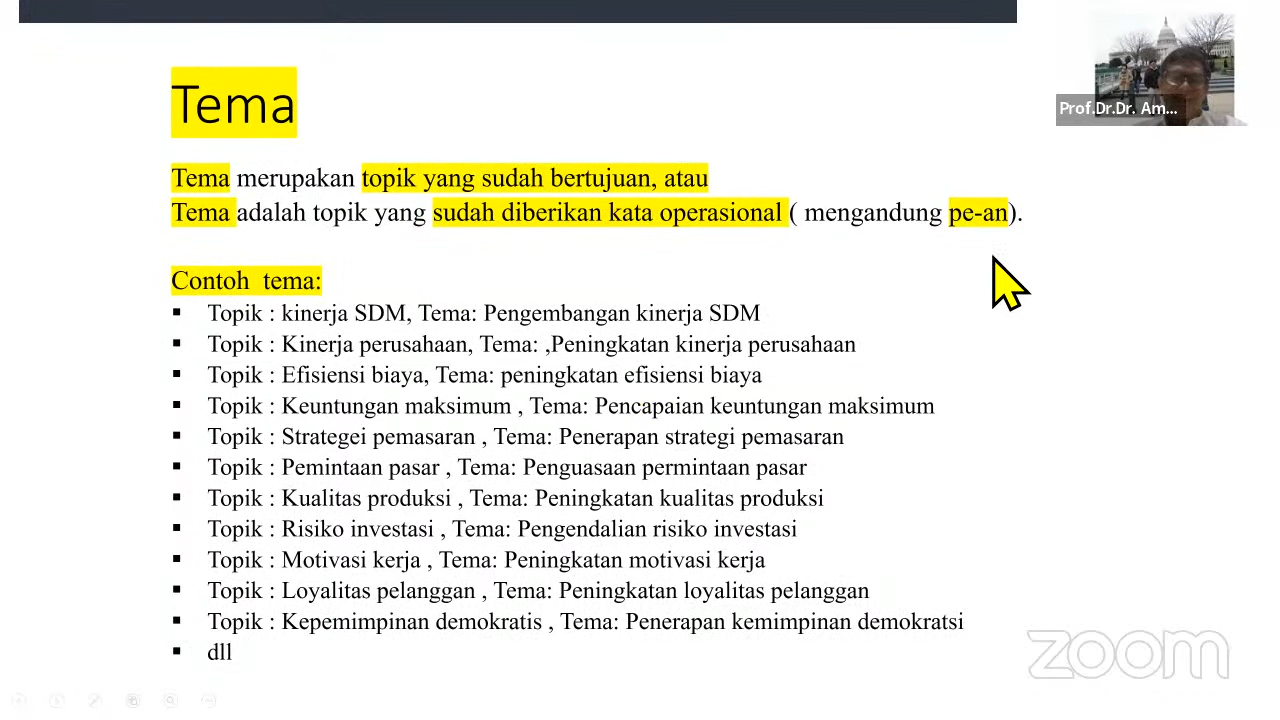 Tema
Prof.Dr.Dr. Am...
Tema merupakan topik yang sudah bertujuan, atau
Tema adalah topik yang sudah diberikan kata operasional ( mengandung pe-an).
Contoh tema:
▪ Topik : kinerja SDM, Tema: Pengembangan kinerja SDM
▪ Topik : Kinerja perusahaan, Tema: ,Peningkatan kinerja perusahaan
▪ Topik : Efisiensi biaya, Tema: peningkatan efisiensi biaya
▪ Topik : Keuntungan maksimum , Tema: Pencapaian keuntungan maksimum
▪ Topik : Strategei pemasaran , Tema: Penerapan strategi pemasaran
▪ Topik : Pemintaan pasar , Tema: Penguasaan permintaan pasar
▪ Topik : Kualitas produksi , Tema: Peningkatan kualitas produksi
▪ Topik : Risiko investasi , Tema: Pengendalian risiko investasi
▪ Topik : Motivasi kerja , Tema: Peningkatan motivasi kerja
▪ Topik : Loyalitas pelanggan , Tema: Peningkatan loyalitas pelanggan
▪ Topik : Kepemimpinan demokratis , Tema: Penerapan kemimpinan demokratsi
▪ dll
zoom